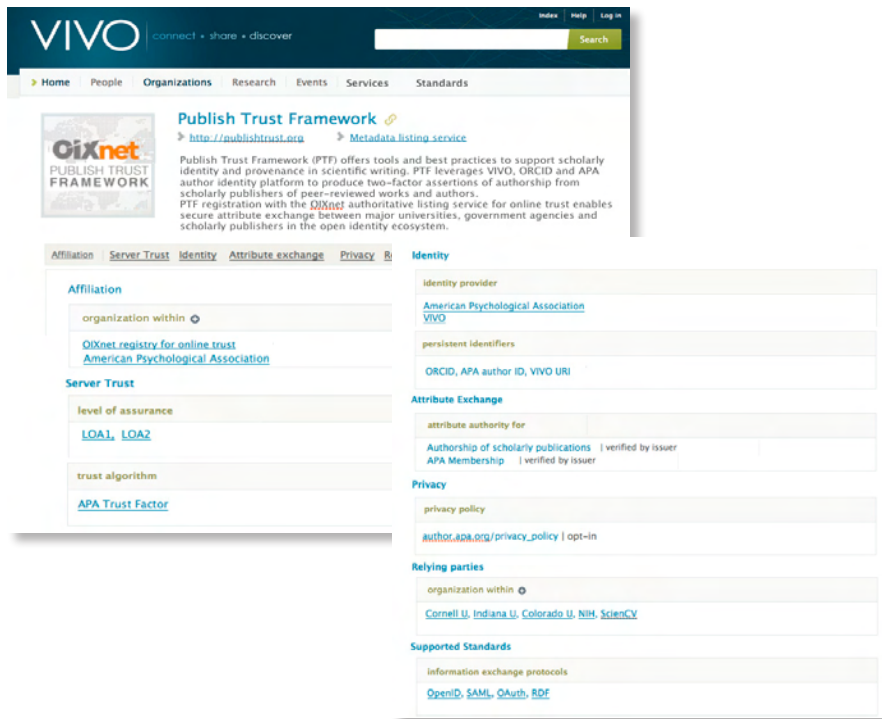 Index Help Log in
VIVO connect • share • discover
Search
Home People Organizations Research Events Services Standards
OiXnet
PUBLISH TRUST
FRAMEWORK
Publish Trust Framework
http://publishtrust.org Metadata listing service
Publish Trust Framework (PTF) offers tools and best practices to support scholarly
identity and provenance in scientific writing. PTF leverages VIVO, ORCID and APA
author identity platform to produce two-factor assertions of authorship from
scholarly publishers of peer-reviewed works and authors.
PTF registration with the OIXnet authoritative listing service for online trust enables
secure attribute exchange between major universities, government agencies and
scholarly publishers in the open identity ecosystem.
Affiliation Server Trust Identity Attribute exchange Privacy R
Affiliation
organization within
OIXnet registry for online trust
American Psychological Association
Server Trust
level of assurance
LOA1, LOA2
trust algorithm
APA Trust Factor
Identity
identity provider
American Psychological Association
VIVO
persistent identifiers
ORCID, APA author ID, VIVO URI
Attribute Exchange
attribute authority for
Authorship of scholarly publications | verified by issuer
APA Membership | verified by issuer
Privacy
privacy policy
author.apa.org/privacy_policy | opt-in
Relying parties
organization within
Cornell U, Indiana U, Colorado U, NIH, ScienCV
Supported Standards
information exchange protocols
OpenID, SAML, OAuth, RDF